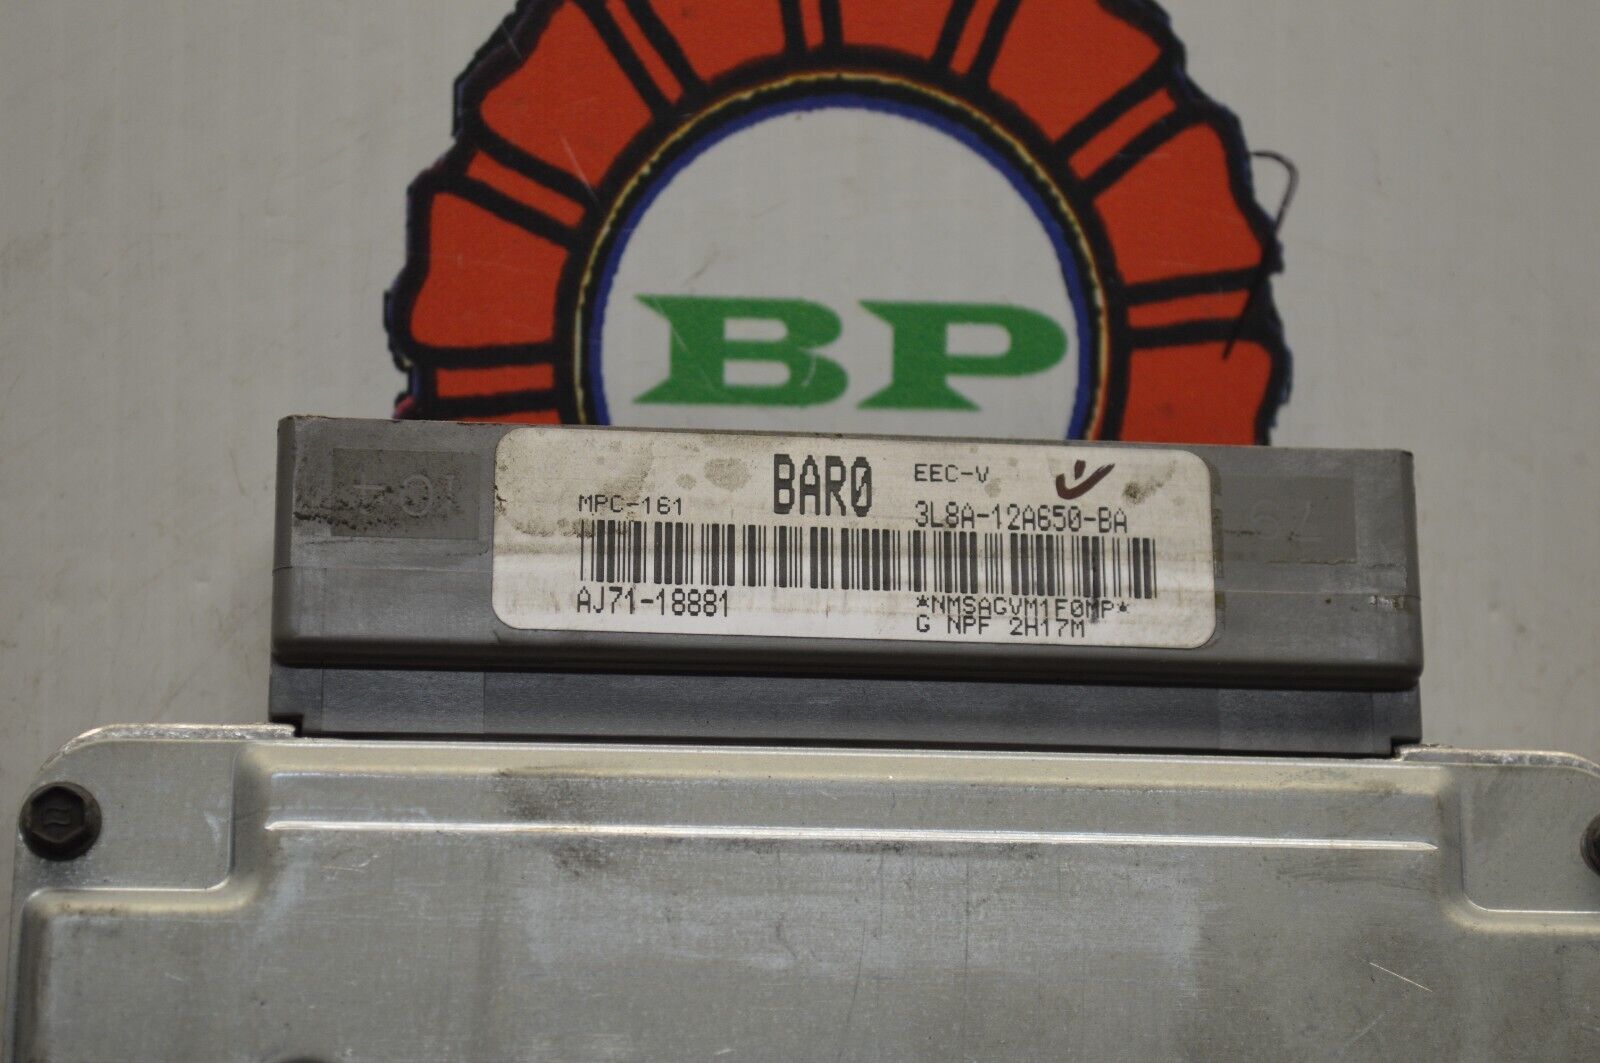 BP
BAR0 EEC-V
MPC-161 3L8A-12A650-BA
AJ71-18881 *NMSAGVM1F0MP*
G NPF 2H17M